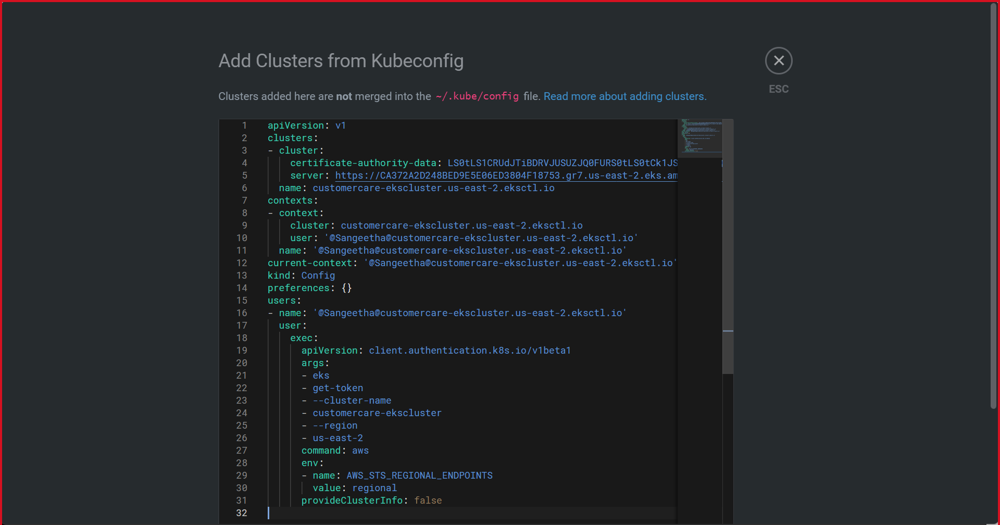 Add Clusters from Kubeconfig
ESC
Clusters added here are not merged into the ~/.kube/config file. Read more about adding clusters.
1 apiVersion: v1
2 clusters:
3 - cluster:
4 certificate-authority-data: LS0tLS1CRUdJTiBDRVJUSUZJQ0FURS0tLS0tCk1JS
5 server: https://CA372A2D248BED9E5E06ED3804F18753.gr7.us-east-2.eks.am
6 name: customercare-ekscluster.us-east-2.eksctl.io
7 contexts:
8 - context:
9 cluster: customercare-ekscluster.us-east-2.eksctl.io
10 user: '@Sangeetha@customercare-ekscluster.us-east-2.eksctl.io'
11 name: '@Sangeetha@customercare-ekscluster.us-east-2.eksctl.io'
12 current-context: '@Sangeetha@customercare-ekscluster.us-east-2.eksctl.io'
13 kind: Config
14 preferences: {}
15 users:
16 - name: '@Sangeetha@customercare-ekscluster.us-east-2.eksctl.io'
17 user:
18 exec:
19 apiVersion: client.authentication.k8s.io/v1beta1
20 args:
21 - eks
22 - get-token
23 - --cluster-name
24 - customercare-ekscluster
25 - --region
26 - us-east-2
27 command: aws
28 env:
29 - name: AWS_STS_REGIONAL_ENDPOINTS
30 value: regional
31 provideClusterInfo: false
32